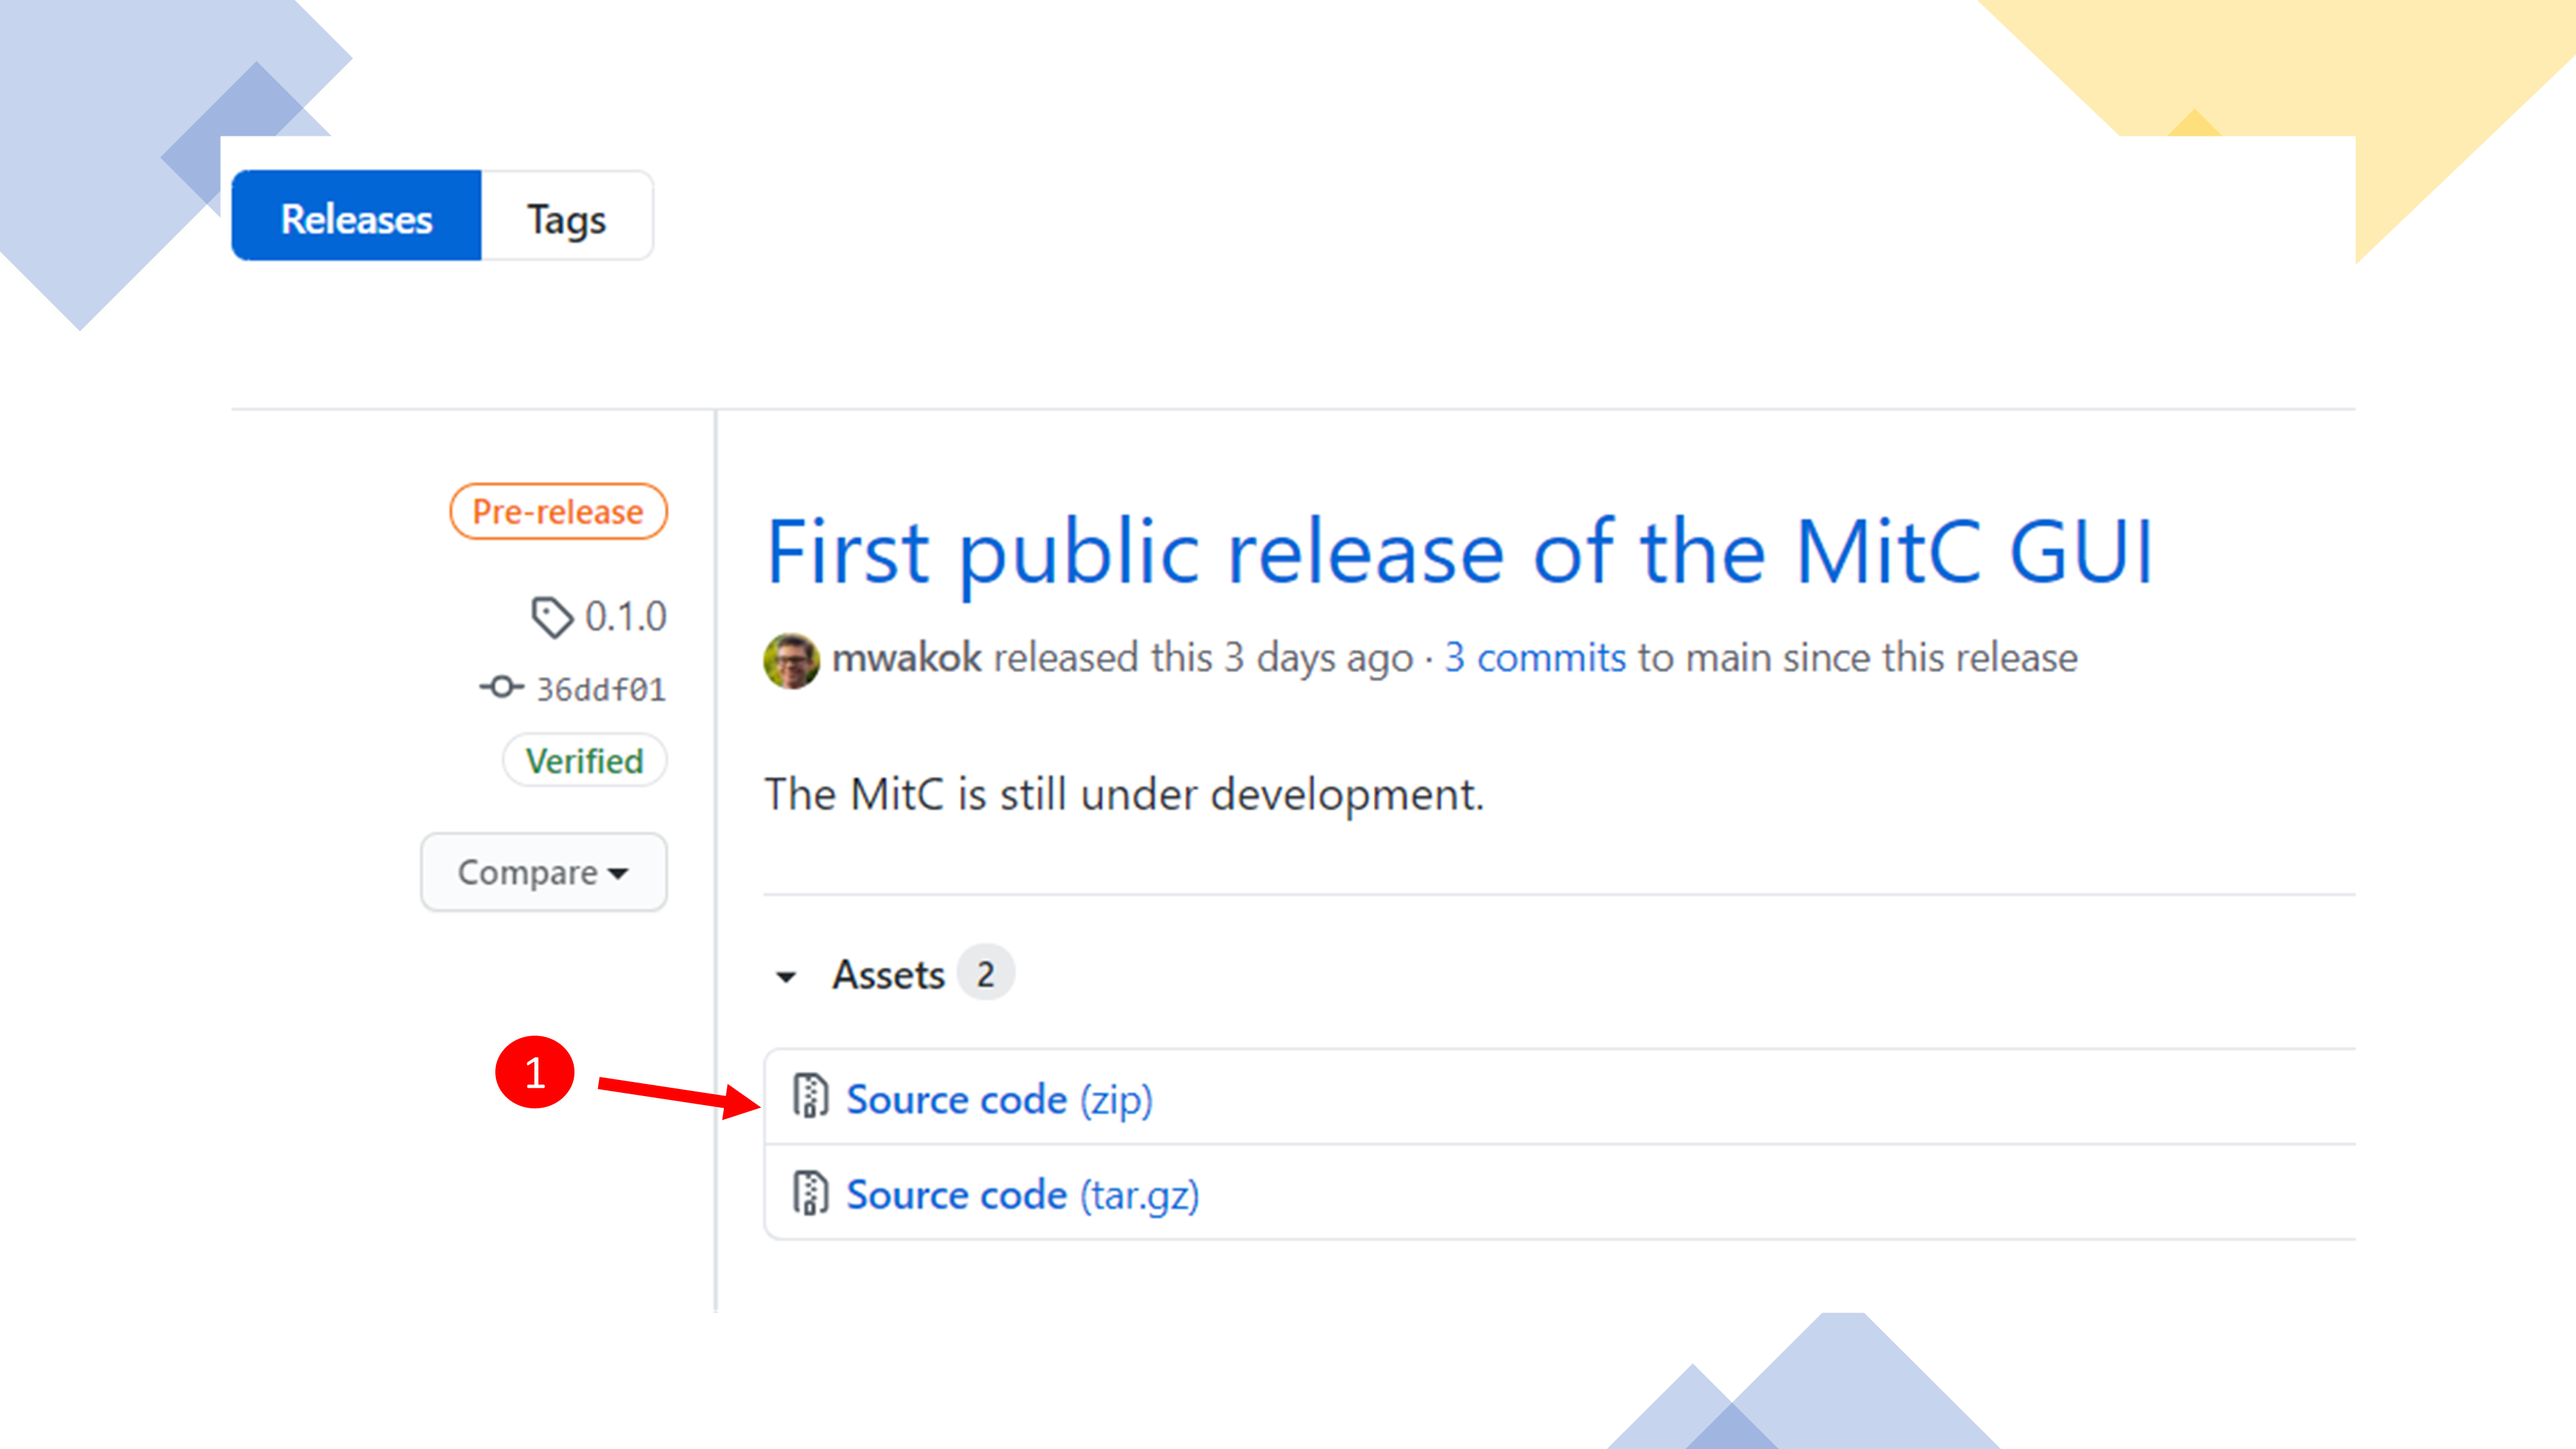 Releases Tags
Pre-release
0.1.0
36ddf01
Verified
Compare
First public release of the MitC GUI
mwakok released this 3 days ago · 3 commits to main since this release
The MitC is still under development.
Assets 2
1
Source code (zip)
Source code (tar.gz)